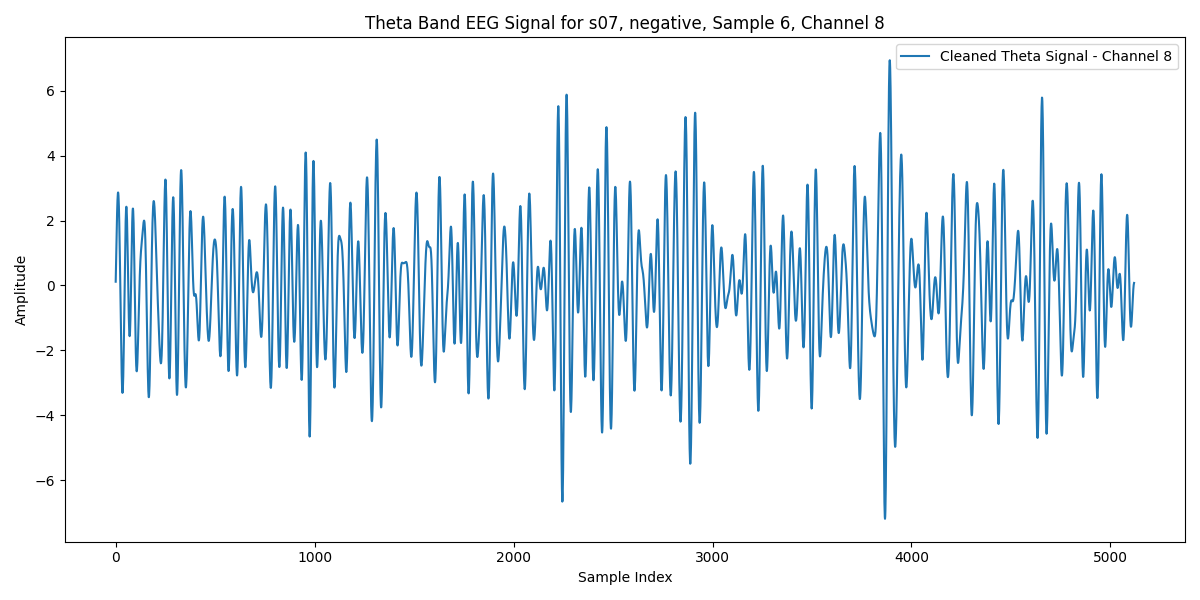 Theta Band EEG Signal for s07, negative, Sample 6, Channel 8
Cleaned Theta Signal - Channel 8
Amplitude
6
4
2
0
−2
−4
−6
0 1000 2000 3000 4000 5000
Sample Index